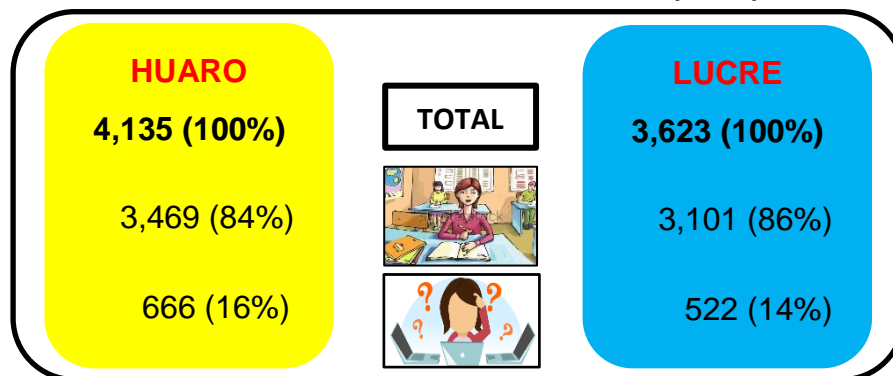 HUARO
4,135 (100%)
3,469 (84%)
666 (16%)
TOTAL
LUCRE
3,623 (100%)
3,101 (86%)
522 (14%)